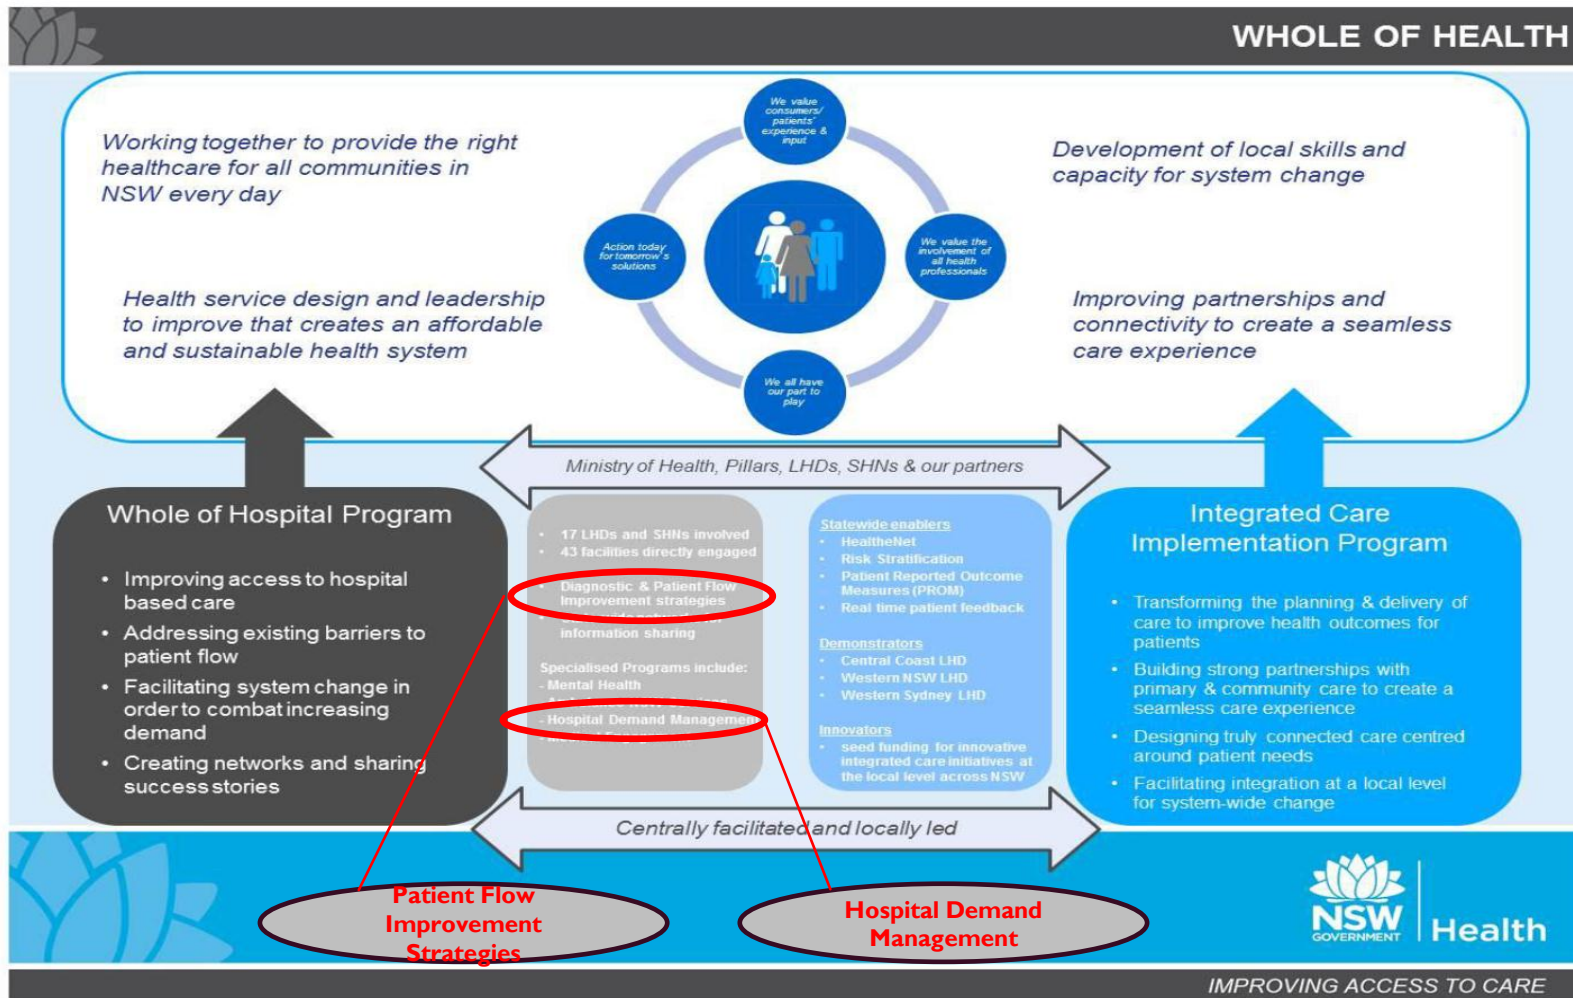 WHOLE OF HEALTH
Working together to provide the right
healthcare for all communities in
NSW every day
Health service design and leadership
to improve that creates an affordable
and sustainable health system
We value
consumers/
patients'
experience &
input
Action today
for tomorrow's
solutions
We value the
involvement of
all health
professionals
We all have
our part to
play
Development of local skills and
capacity for system change
Improving partnerships and
connectivity to create a seamless
care experience
Ministry of Health, Pillars, LHDs, SHNs & our partners
Whole of Hospital Program
• Improving access to hospital
based care
• Addressing existing barriers to
patient flow
• Facilitating system change in
order to combat increasing
demand
• Creating networks and sharing
success stories
• 17 LHDs and SHNs involved
• 43 facilities directly engaged
• Diagnostic & Patient Flow
Improvement strategies
information sharing
Specialised Programs include:
- Mental Health
- Hospital Demand Management
Statewide enablers
• HealtheNet
• Risk Stratification
• Patient Reported Outcome
Measures (PROM)
• Real time patient feedback
Demonstrators
• Central Coast LHD
• Western NSW LHD
• Western Sydney LHD
Innovators
• seed funding for innovative
integrated care initiatives at
the local level across NSW
Integrated Care
Implementation Program
• Transforming the planning & delivery of
care to improve health outcomes for
patients
• Building strong partnerships with
primary & community care to create a
seamless care experience
• Designing truly connected care centred
around patient needs
• Facilitating integration at a local level
for system-wide change
Centrally facilitated and locally led
Patient Flow
Improvement
Strategies
Hospital Demand
Management
NSW
GOVERNMENT
Health
IMPROVING ACCESS TO CARE